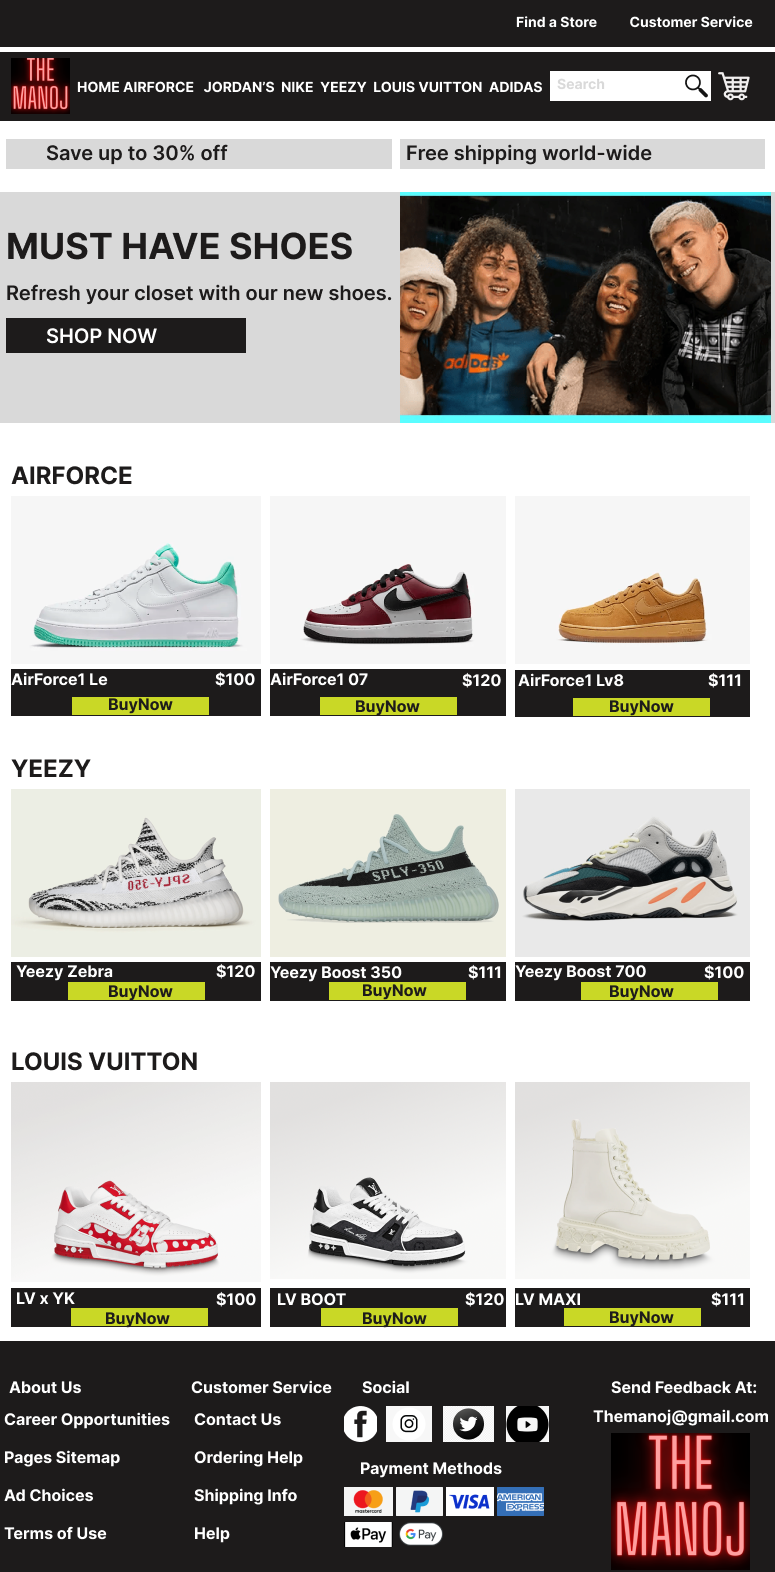 Find a Store Customer Service
THE
MANOJ
HOME AIRFORCE JORDAN'S NIKE YEEZY LOUIS VUITTON ADIDAS
Search
Save up to 30% off Free shipping world-wide
MUST HAVE SHOES
Refresh your closet with our new shoes.
SHOP NOW
adidas
AIRFORCE
AirForce1 Le $100 AirForce1 07 $120 AirForce1 Lv8 $111
BuyNow BuyNow BuyNow
YEEZY
SPLY-350 SPLY-350
Yeezy Zebra $120 Yeezy Boost 350 $111 Yeezy Boost 700 $100
BuyNow BuyNow BuyNow
LOUIS VUITTON
LV x YK $100 LV BOOT $120 LV MAXI $111
BuyNow BuyNow BuyNow
About Us Customer Service Social Send Feedback At:
Career Opportunities Contact Us Themanoj@gmail.com
Pages Sitemap Ordering Help Payment Methods
Ad Choices Shipping Info mastercard VISA AMERICAN EXPRESS
Terms of Use Help Pay G Pay
THE
MANOJ